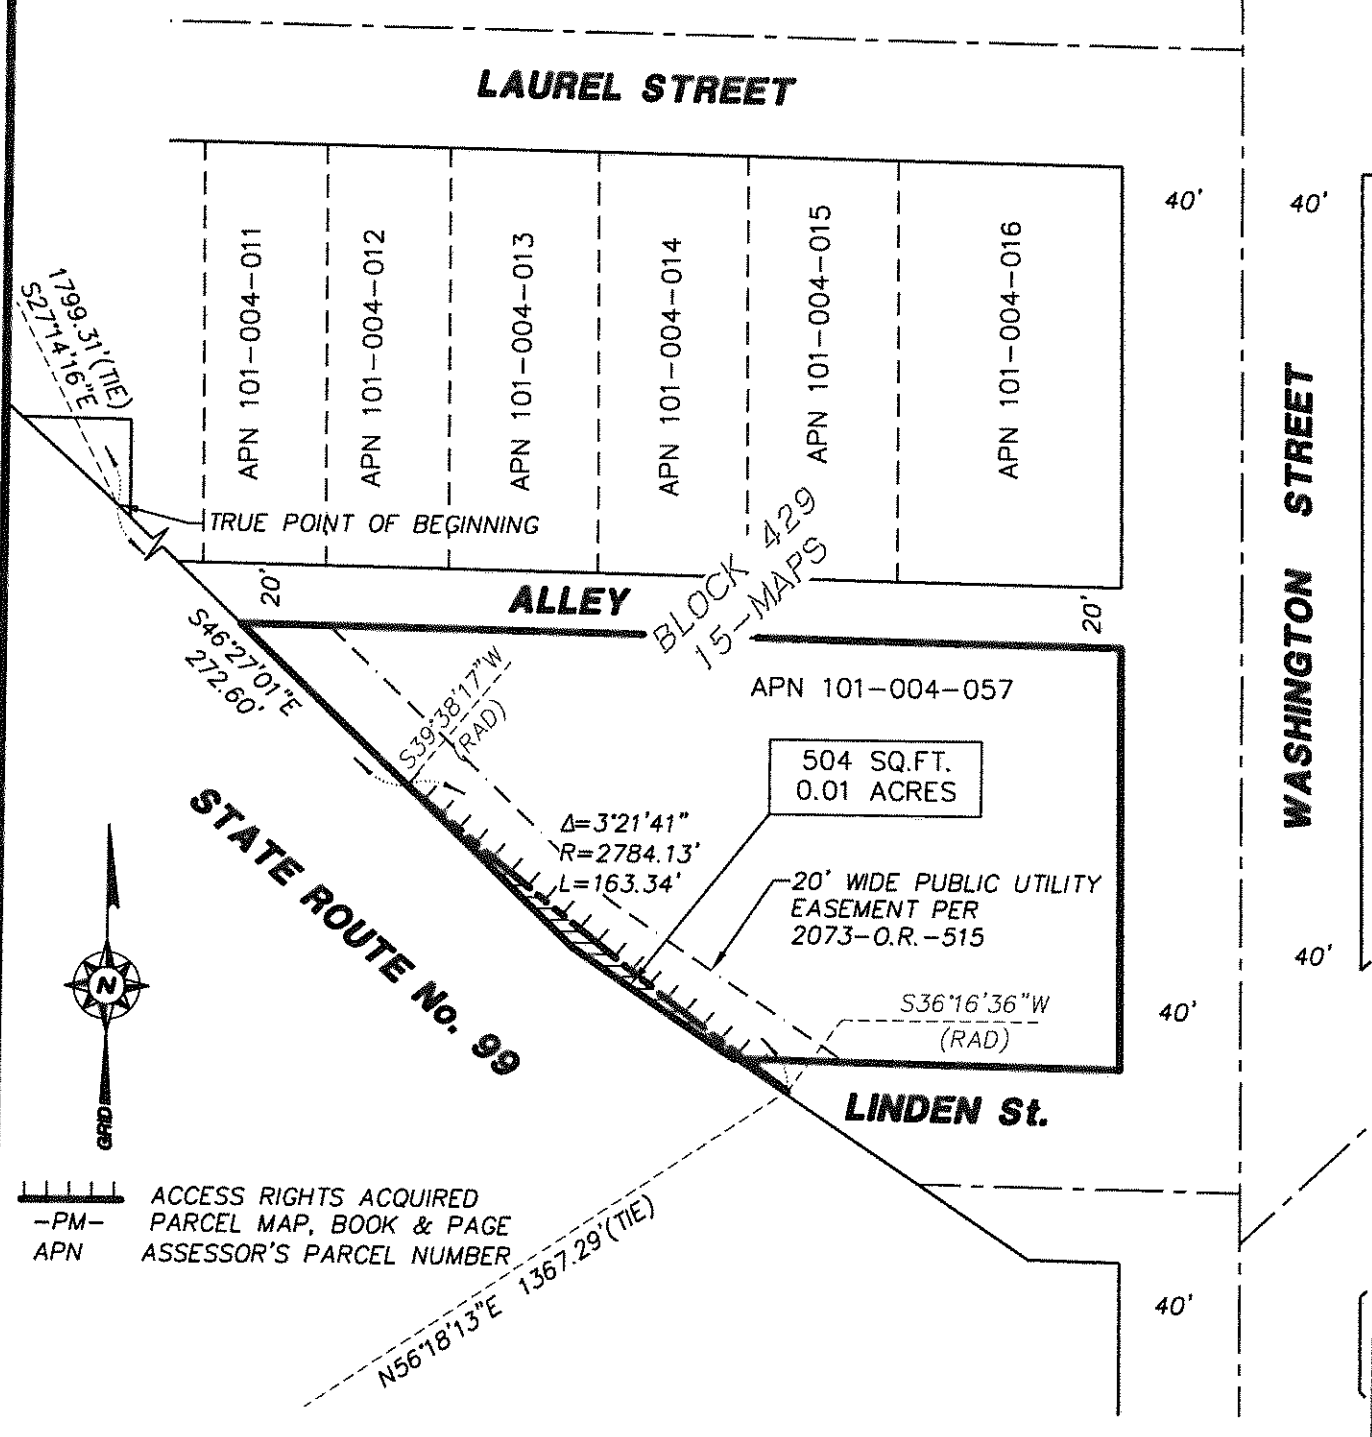 LAUREL STREET
40'
40'
APN 101-004-011
APN 101-004-012
APN 101-004-013
APN 101-004-014
APN 101-004-015
APN 101-004-016
1799.31'(TIE)
S27°14'16"E
TRUE POINT OF BEGINNING
WASHINGTON STREET
BLOCK 429
15-MAPS
20'
ALLEY
20'
S46°27'01"E
272.60'
S39°38'17"W
(RAD)
APN 101-004-057
504 SQ.FT.
0.01 ACRES
STATE ROUTE No. 99
Δ=3°21'41"
R=2784.13'
L=163.34'
20' WIDE PUBLIC UTILITY
EASEMENT PER
2073-O.R.-515
40'
40'
S36°16'36"W
(RAD)
N
GRID
LINDEN St.
ACCESS RIGHTS ACQUIRED
-PM- PARCEL MAP, BOOK & PAGE
APN ASSESSOR'S PARCEL NUMBER
N56°18'13"E 1367.29'(TIE)
40'